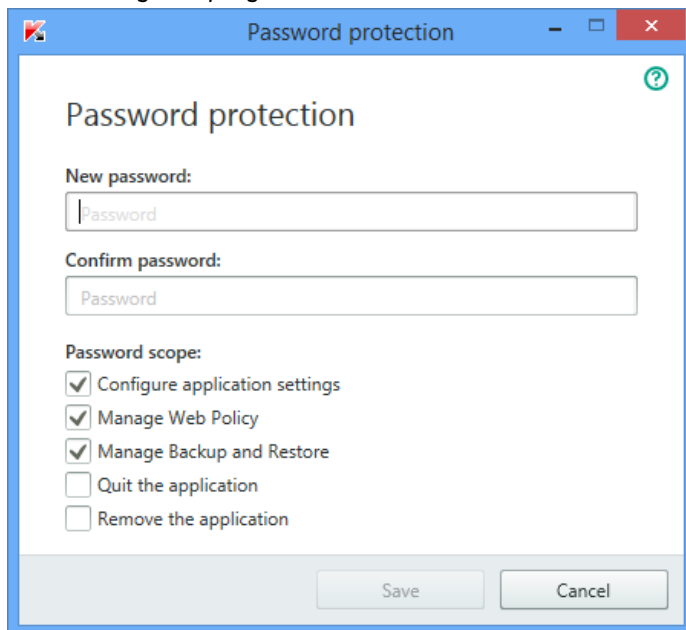 Password protection
Password protection
New password:
Password
Confirm password:
Password
Password scope:
Configure application settings
Manage Web Policy
Manage Backup and Restore
Quit the application
Remove the application
Save
Cancel